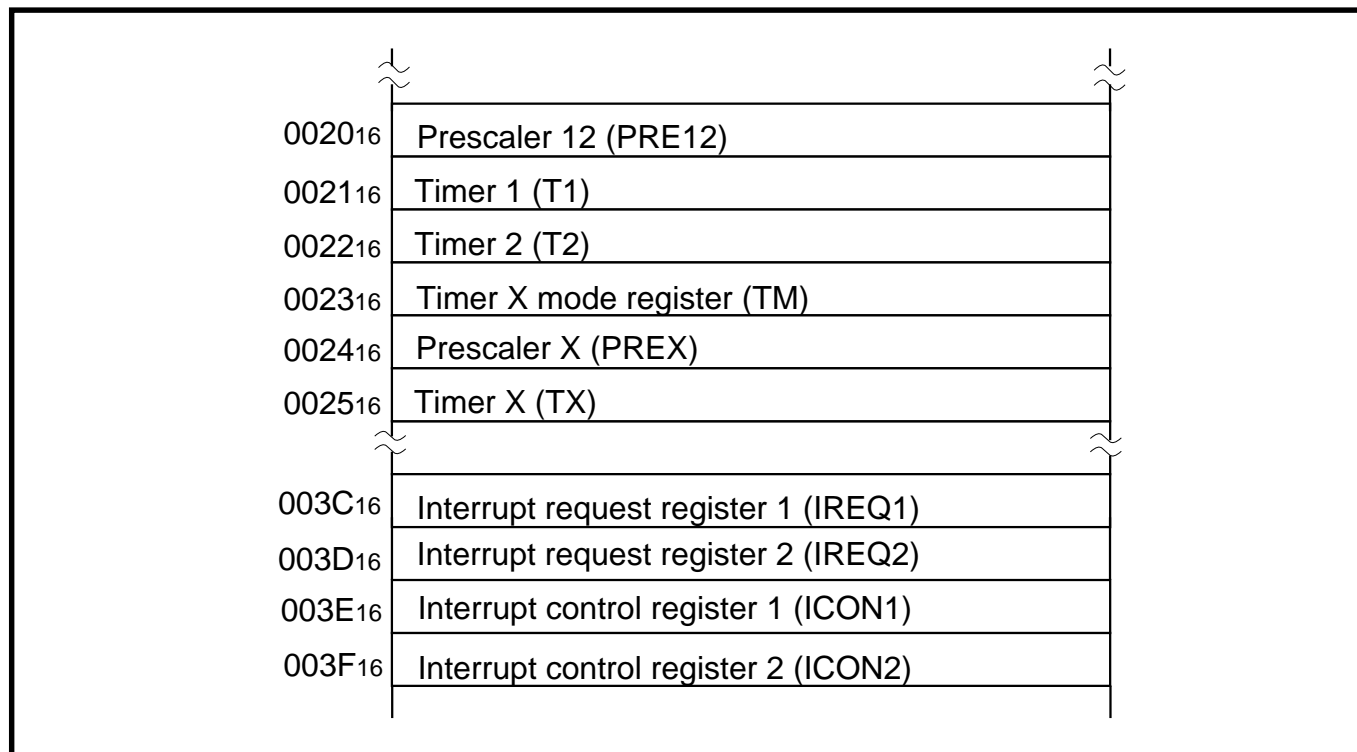 0020₁₆ Prescaler 12 (PRE12)
0021₁₆ Timer 1 (T1)
0022₁₆ Timer 2 (T2)
0023₁₆ Timer X mode register (TM)
0024₁₆ Prescaler X (PREX)
0025₁₆ Timer X (TX)
003C₁₆ Interrupt request register 1 (IREQ1)
003D₁₆ Interrupt request register 2 (IREQ2)
003E₁₆ Interrupt control register 1 (ICON1)
003F₁₆ Interrupt control register 2 (ICON2)